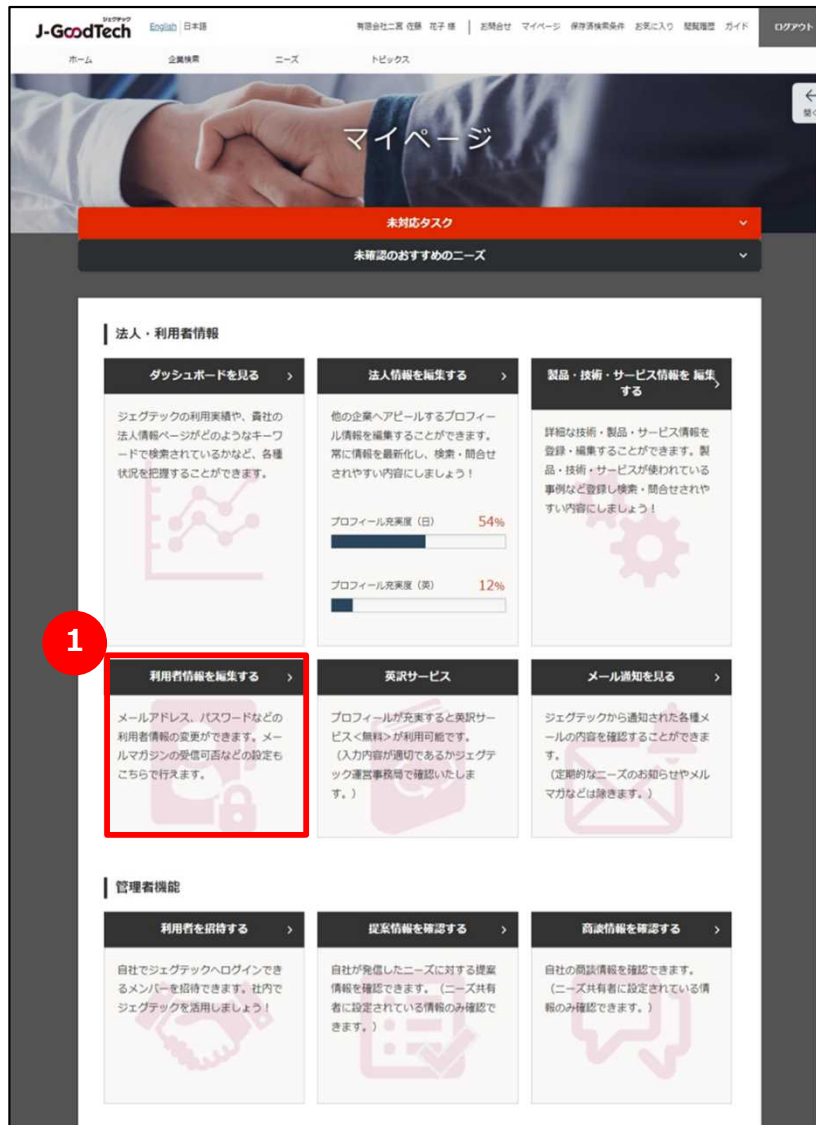 ジェグテック
J-GoodTech English 日本語 有限会社二宮 佐藤 花子 様 お問合せ マイページ 保存済検索条件 お気に入り 閲覧履歴 ガイド ログアウト
ホーム 企業検索 ニーズ トピックス
マイページ
未対応タスク
未確認のおすすめのニーズ
法人・利用者情報
ダッシュボードを見る
ジェグテックの利用実績や、貴社の
法人情報ページがどのようなキーワ
ードで検索されているかなど、各種
状況を把握することができます。
法人情報を編集する
他の企業へアピールするプロフィー
ル情報を編集することができます。
常に情報を最新化し、検索・問合せ
されやすい内容にしましょう！
プロフィール充実度（日） 54%
プロフィール充実度（英） 12%
製品・技術・サービス情報を 編集
する
詳細な技術・製品・サービス情報を
登録・編集することができます。製
品・技術・サービスが使われている
事例など登録し検索・問合せされや
すい内容にしましょう！
1
利用者情報を編集する
メールアドレス、パスワードなどの
利用者情報の変更ができます。メー
ルマガジンの受信可否などの設定も
こちらで行えます。
英訳サービス
プロフィールが充実すると英訳サー
ビス<無料>が利用可能です。
（入力内容が適切であるかジェグテ
ック運営事務局で確認いたしま
す。）
メール通知を見る
ジェグテックから通知された各種メ
ールの内容を確認することができま
す。
（定期的なニーズのお知らせやメル
マガなどは除きます。）
管理者機能
利用者を招待する
自社でジェグテックへログインでき
るメンバーを招待できます。社内で
ジェグテックを活用しましょう！
提案情報を確認する
自社が発信したニーズに対する提案
情報を確認できます。（ニーズ共有
者に設定されている情報のみ確認で
きます。）
商談情報を確認する
自社の商談情報を確認できます。
（ニーズ共有者に設定されている情
報のみ確認できます。）